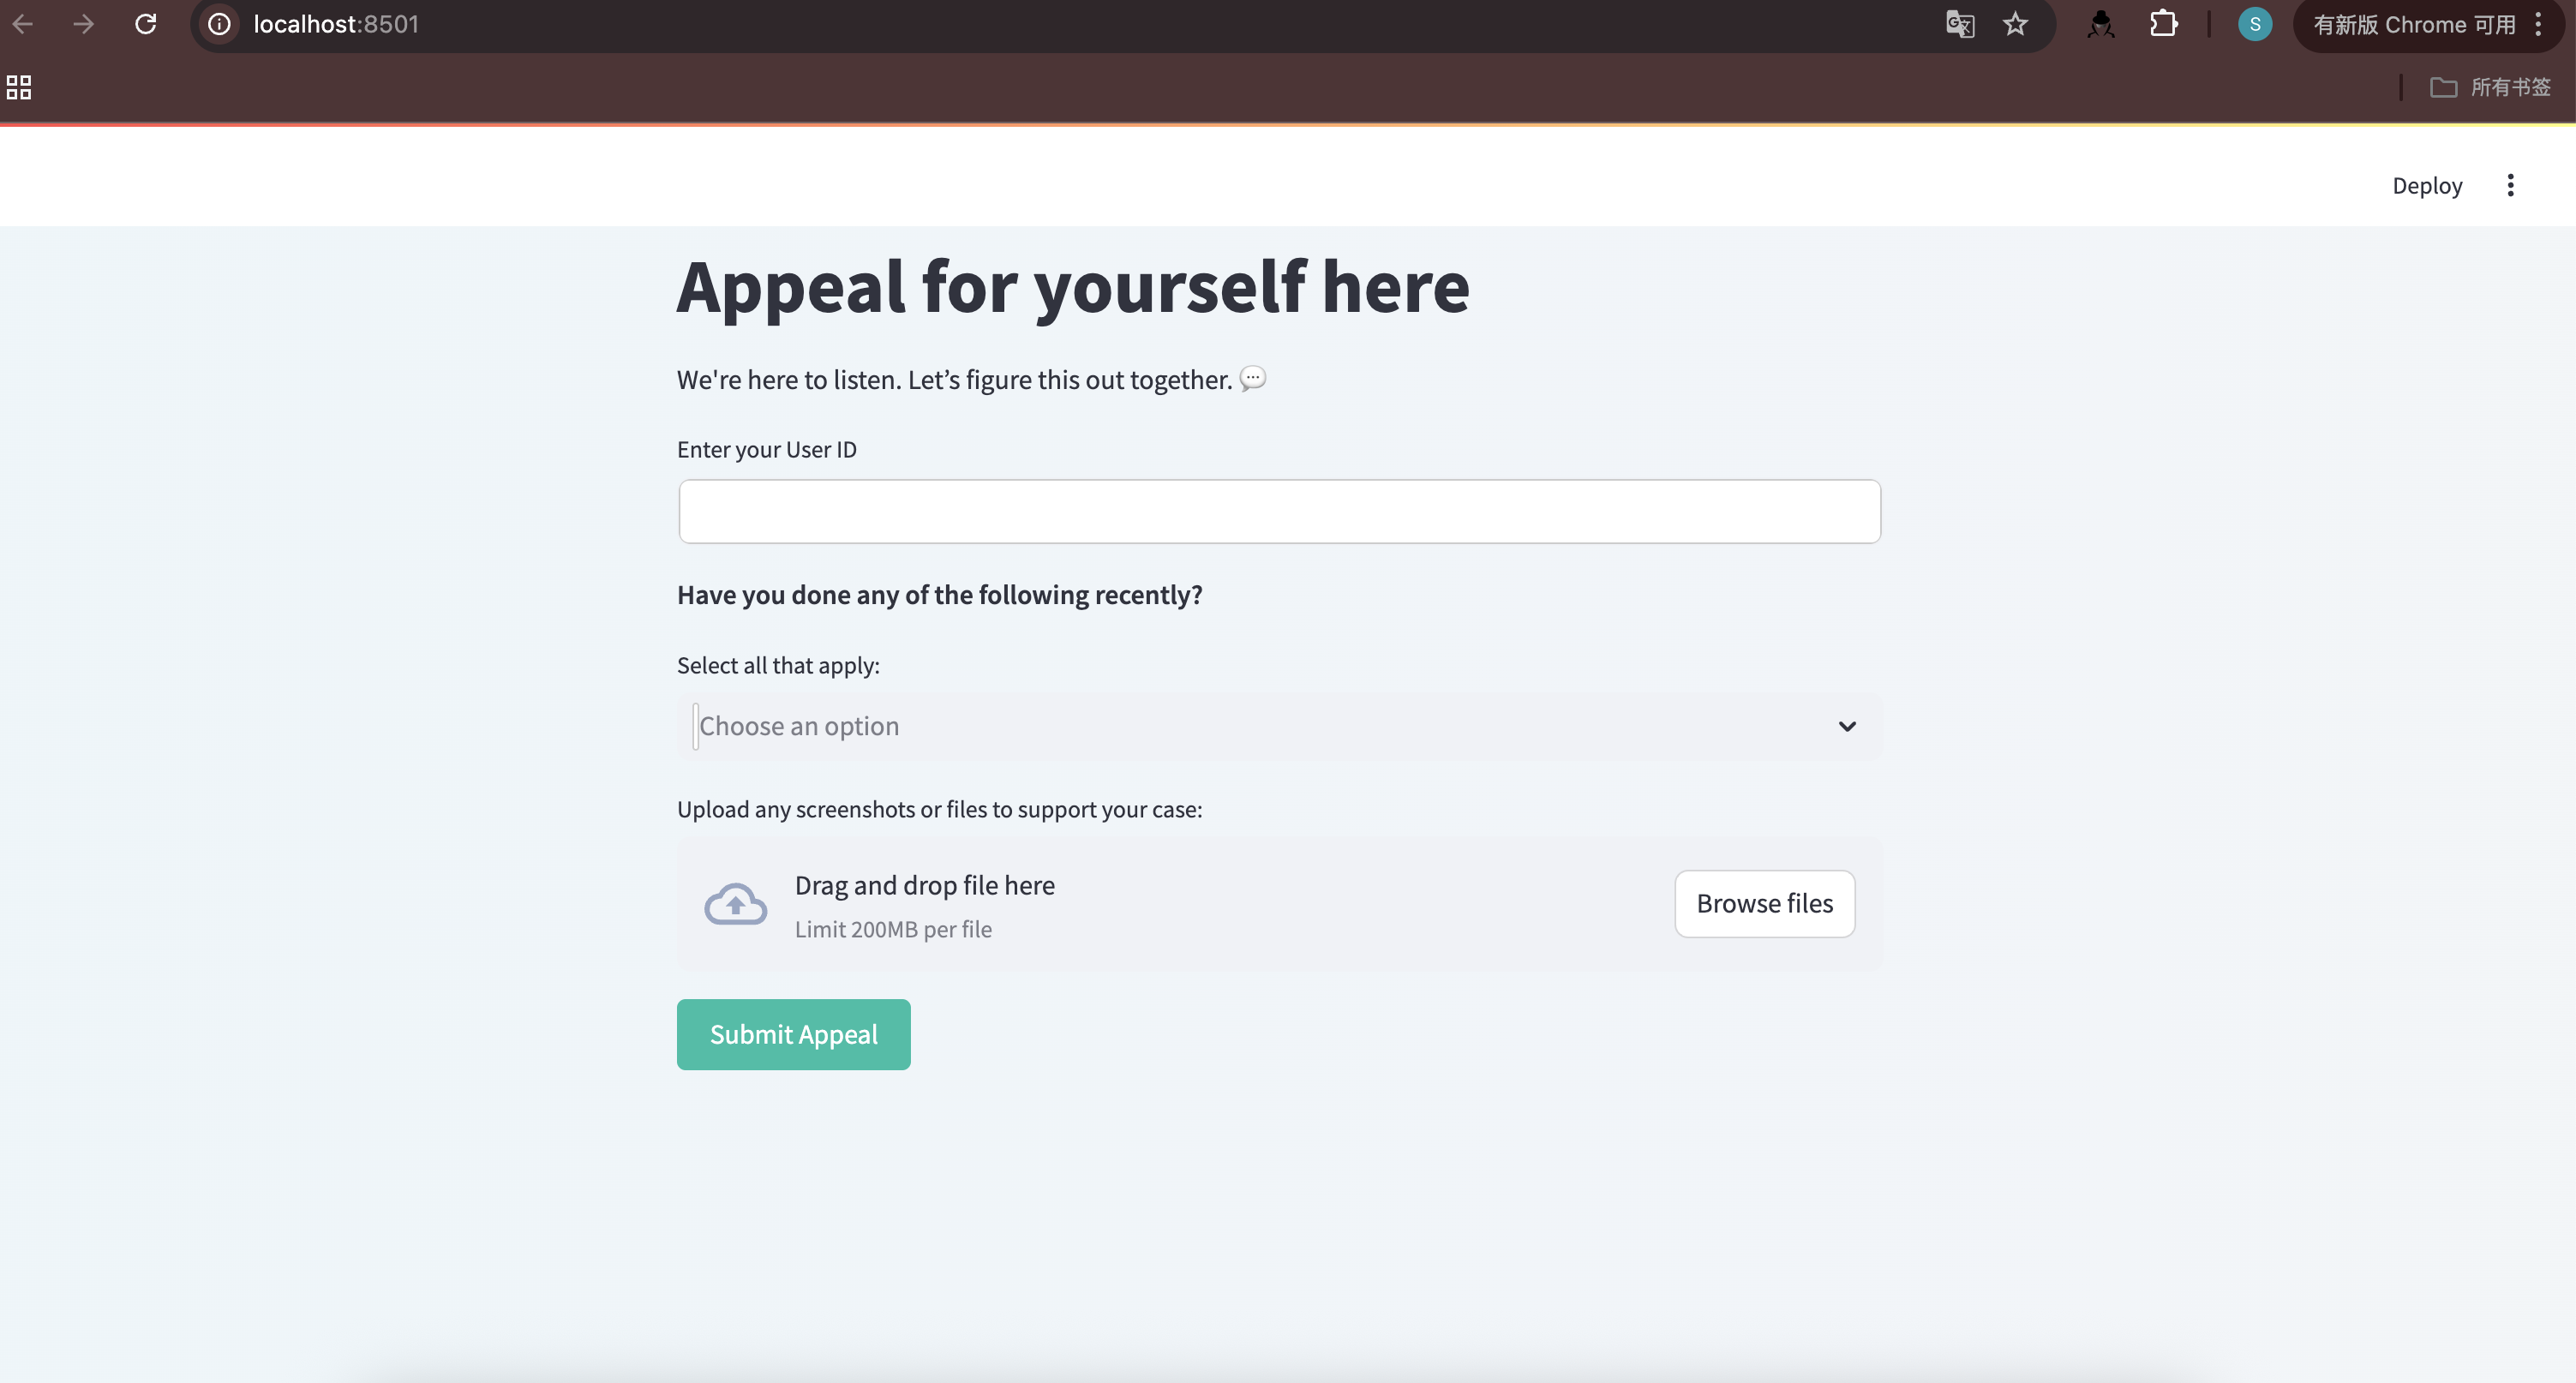 localhost:8501
S
有新版 Chrome 可用
所有书签
Deploy
Appeal for yourself here
We're here to listen. Let’s figure this out together. 💬
Enter your User ID
Have you done any of the following recently?
Select all that apply:
Choose an option
Upload any screenshots or files to support your case:
Drag and drop file here
Limit 200MB per file
Browse files
Submit Appeal